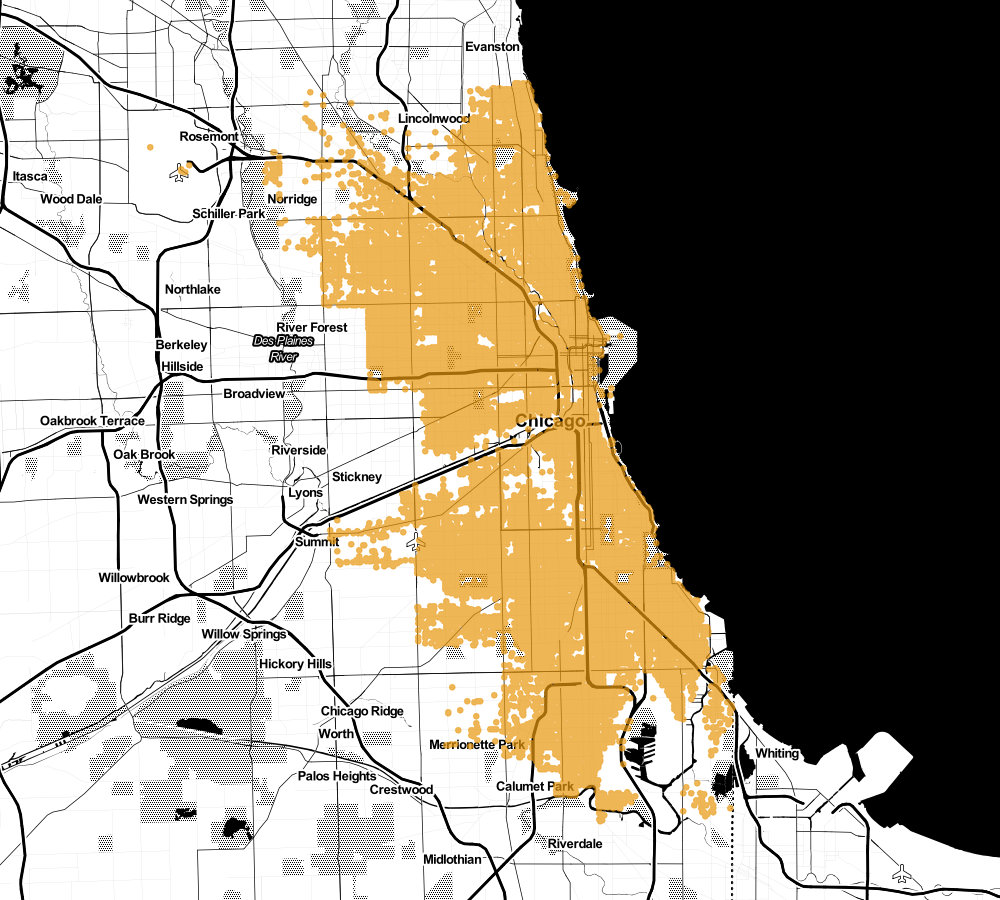 Evanston
Lincolnwood
Rosemont
Itasca
Wood Dale
Norridge
Schiller Park
Northlake
River Forest
Des Plaines
River
Berkeley
Hillside
Broadview
Oakbrook Terrace
Chicago
Oak Brook
Riverside
Stickney
Lyons
Western Springs
Summit
Willowbrook
Burr Ridge
Willow Springs
Hickory Hills
Chicago Ridge
Worth
Merrionette Park
Whiting
Palos Heights
Crestwood
Calumet Park
Riverdale
Midlothian